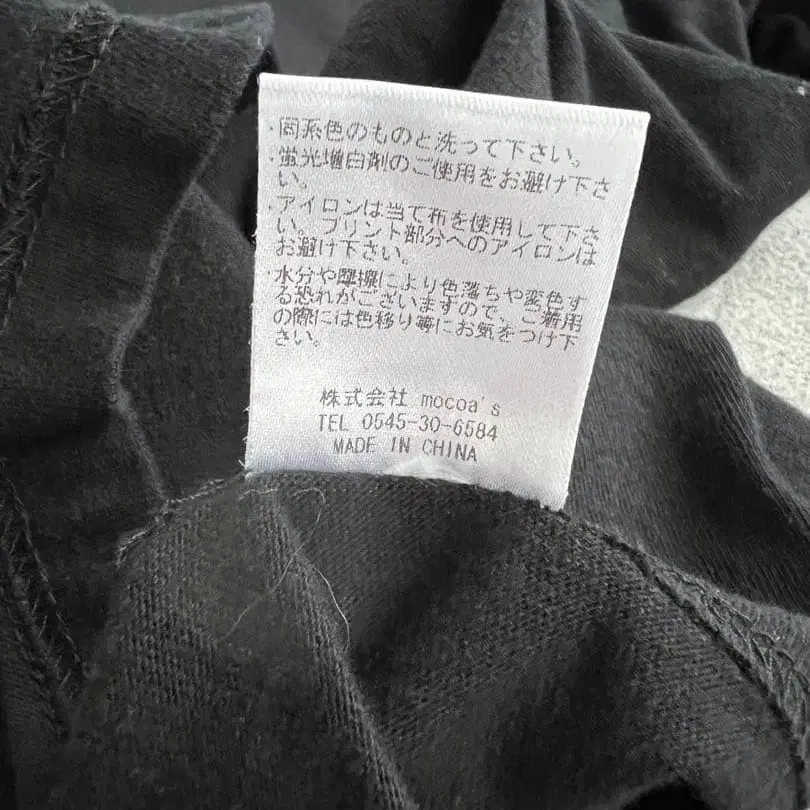 ・同系色のものと洗って下さい。
・蛍光増白剤のご使用をお避け下さ
い。
・アイロンは当て布を使用して下さ
い。プリント部分へのアイロンは
お避け下さい。
・水分や摩擦により色落ちや変色す
る恐れがございますので、ご着用
の際には色移り等にお気をつけ下
さい。
株式会社 mocoa's
TEL 0545-30-6584
MADE IN CHINA